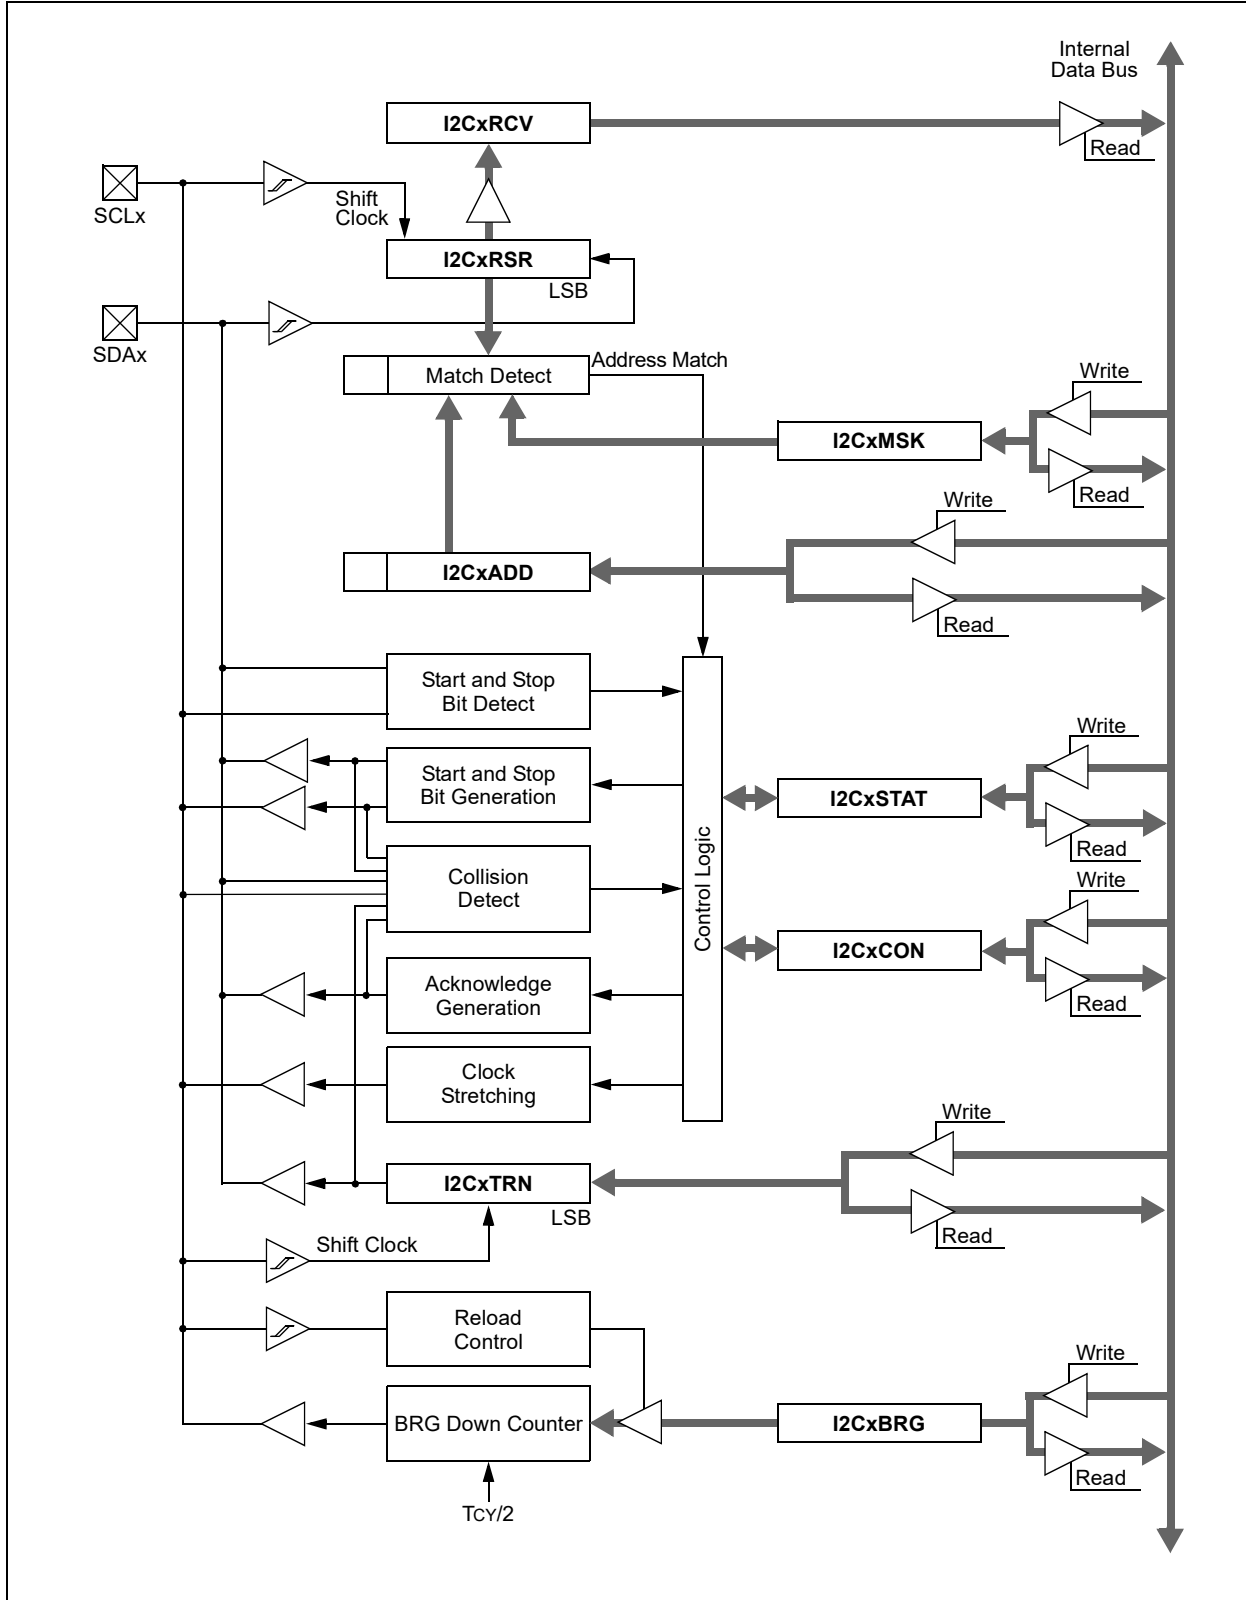 Internal
Data Bus
I2CxRCV
Read
SCLx
Shift
Clock
I2CxRSR
LSB
SDAx
Address Match
Match Detect
Write
I2CxMSK
Read
Write
I2CxADD
Read
Start and Stop
Bit Detect
Write
Start and Stop
Bit Generation
I2CxSTAT
Read
Control Logic
Collision
Detect
Write
I2CxCON
Acknowledge
Generation
Read
Clock
Stretching
Write
I2CxTRN
LSB
Read
Shift Clock
Reload
Control
Write
BRG Down Counter
I2CxBRG
Read
TCY/2